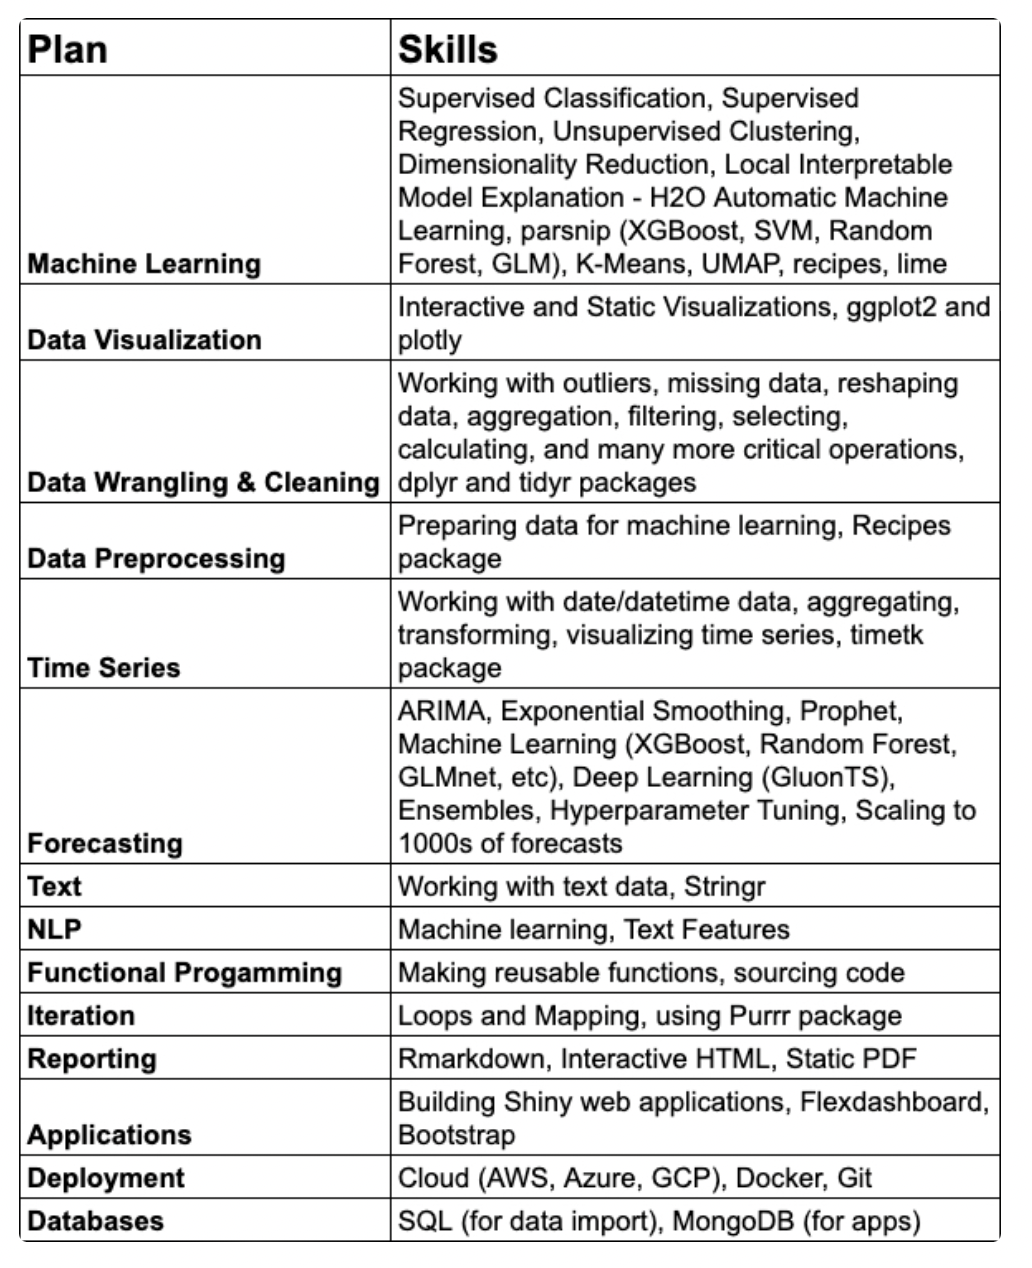 Plan Skills
Supervised Classification, Supervised
Regression, Unsupervised Clustering,
Dimensionality Reduction, Local Interpretable
Model Explanation - H2O Automatic Machine
Learning, parsnip (XGBoost, SVM, Random
Machine Learning Forest, GLM), K-Means, UMAP, recipes, lime
Interactive and Static Visualizations, ggplot2 and
Data Visualization plotly
Working with outliers, missing data, reshaping
data, aggregation, filtering, selecting,
calculating, and many more critical operations,
Data Wrangling & Cleaning dplyr and tidyr packages
Preparing data for machine learning, Recipes
Data Preprocessing package
Working with date/datetime data, aggregating,
transforming, visualizing time series, timetk
Time Series package
ARIMA, Exponential Smoothing, Prophet,
Machine Learning (XGBoost, Random Forest,
GLMnet, etc), Deep Learning (GluonTS),
Ensembles, Hyperparameter Tuning, Scaling to
Forecasting 1000s of forecasts
Text Working with text data, Stringr
NLP Machine learning, Text Features
Functional Progamming Making reusable functions, sourcing code
Iteration Loops and Mapping, using Purrr package
Reporting Rmarkdown, Interactive HTML, Static PDF
Building Shiny web applications, Flexdashboard,
Applications Bootstrap
Deployment Cloud (AWS, Azure, GCP), Docker, Git
Databases SQL (for data import), MongoDB (for apps)